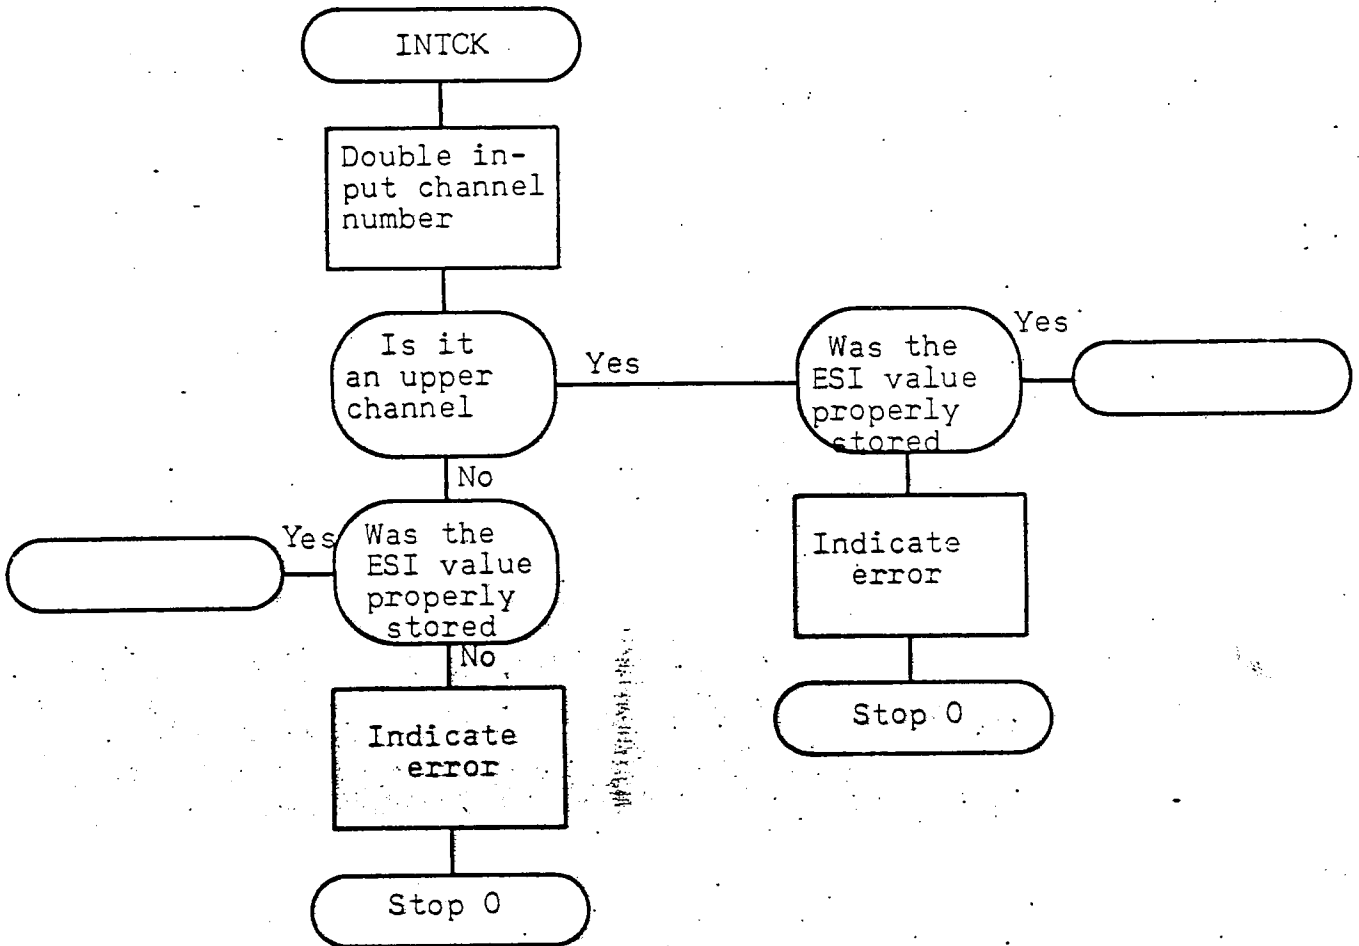 INTCK
Double in-
put channel
number
Is it
an upper
channel
Yes
Was the
ESI value
properly
stored
Yes
Indicate
error
Stop 0
No
Yes
Was the
ESI value
properly
stored
No
Indicate
error
Stop 0